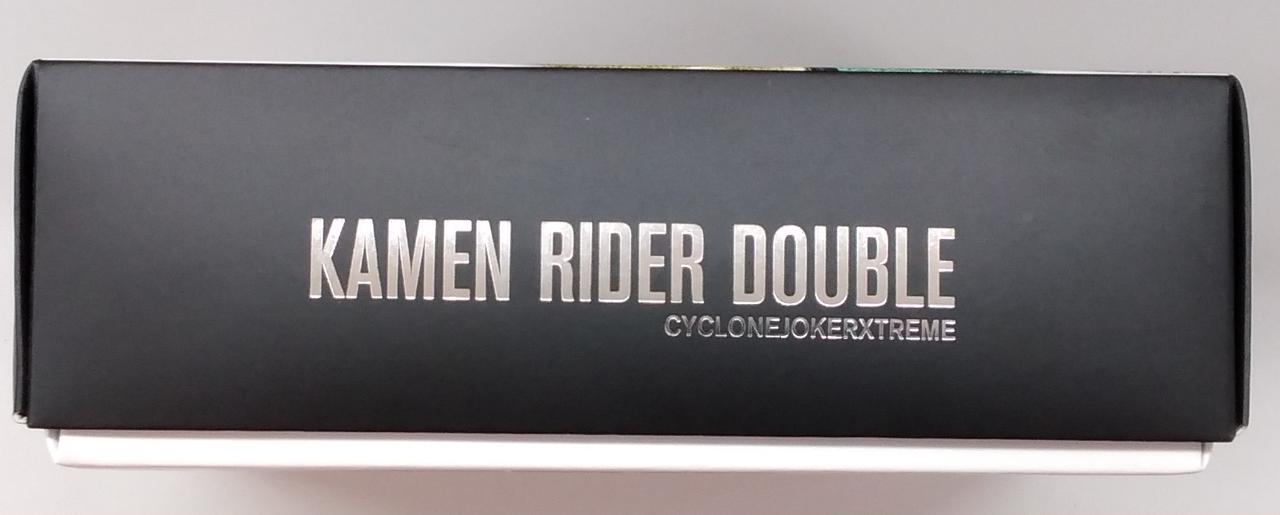 KAMEN RIDER DOUBLE
CYCLONEJOKERXTREME